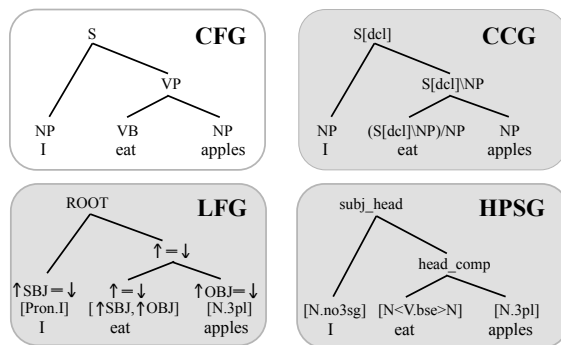 S
CFG
VP
NP VB NP
I eat apples
S[dcl]
CCG
S[dcl]\NP
NP (S[dcl]\NP)/NP NP
I eat apples
ROOT
LFG
↑=↓
↑SBJ=↓ ↑=↓ ↑OBJ=↓
[Pron.I] [↑SBJ,↑OBJ] [N.3pl]
I eat apples
subj_head
HPSG
head_comp
[N.no3sg] [N<V.bse>N] [N.3pl]
I eat apples